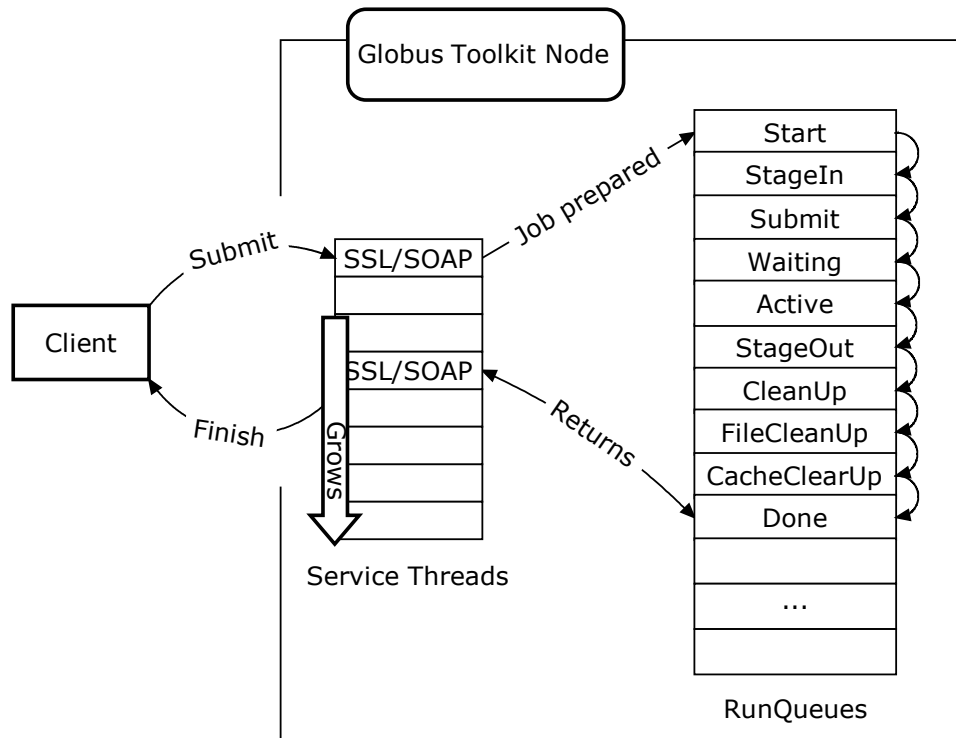 Globus Toolkit Node
Client
Submit
Finish
SSL/SOAP
SSL/SOAP
Grows
Service Threads
Job prepared
Returns
Start
StageIn
Submit
Waiting
Active
StageOut
CleanUp
FileCleanUp
CacheClearUp
Done
...
RunQueues